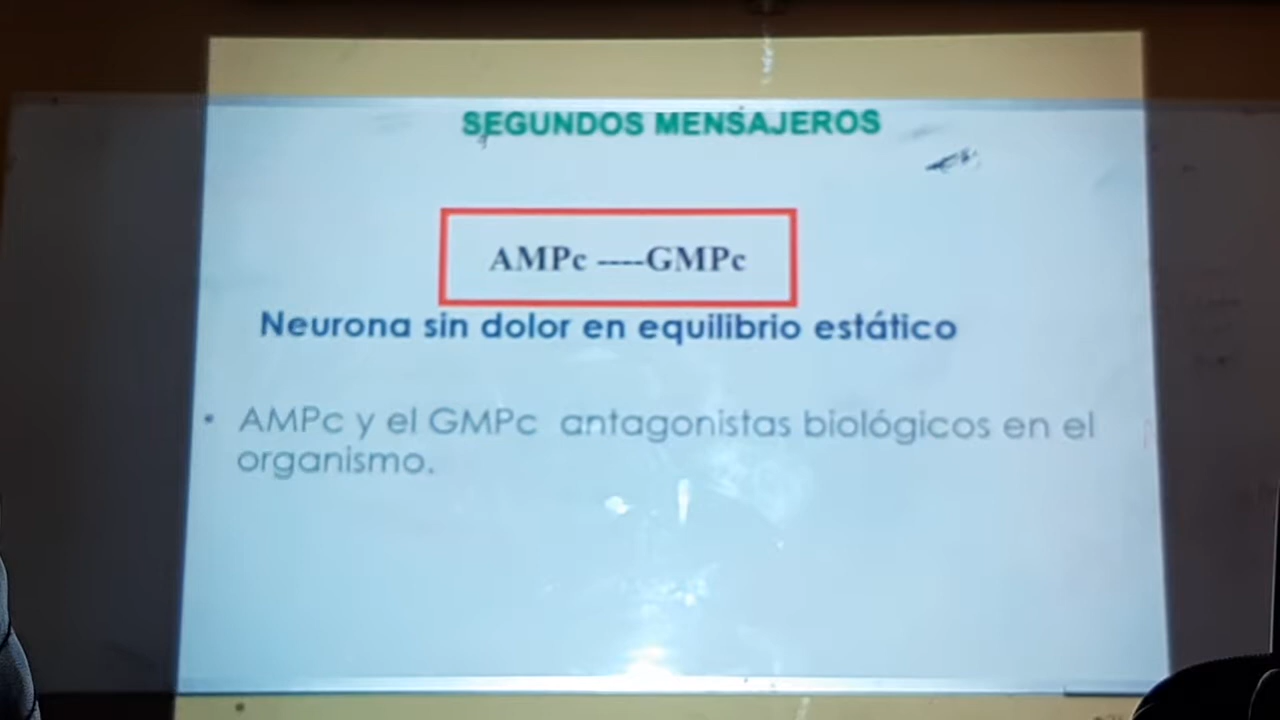 SEGUNDOS MENSAJEROS
AMPc ----GMPc
Neurona sin dolor en equilibrio estático
• AMPc y el GMPc antagonistas biológicos en el
organismo.